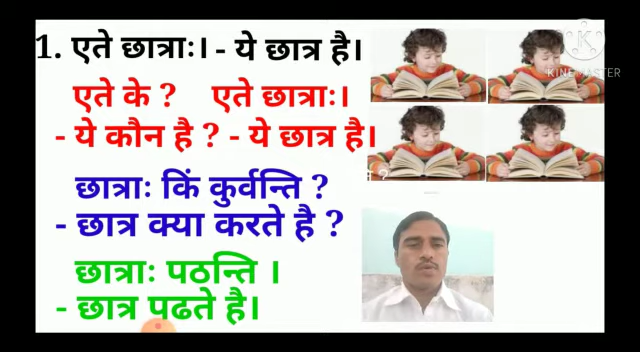 1. एते छात्राः। - ये छात्र है।
एते के ? एते छात्राः।
- ये कौन है ? - ये छात्र है।
छात्राः किं कुर्वन्ति ?
- छात्र क्या करते है ?
छात्राः पठन्ति ।
- छात्र पढते है।
KINEMASTER